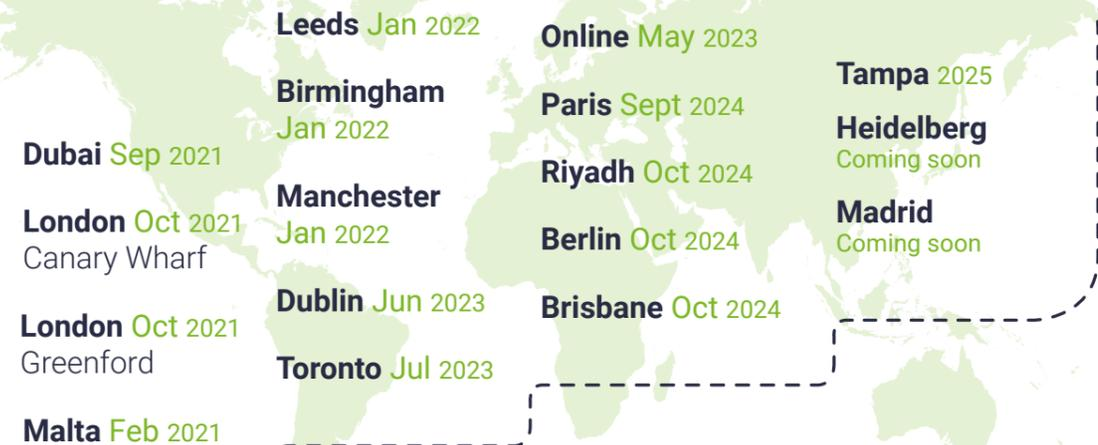 Dubai Sep 2021
London Oct 2021
Canary Wharf
London Oct 2021
Greenford
Malta Feb 2021
Leeds Jan 2022
Birmingham
Jan 2022
Manchester
Jan 2022
Dublin Jun 2023
Toronto Jul 2023
Online May 2023
Paris Sept 2024
Riyadh Oct 2024
Berlin Oct 2024
Brisbane Oct 2024
Tampa 2025
Heidelberg
Coming soon
Madrid
Coming soon